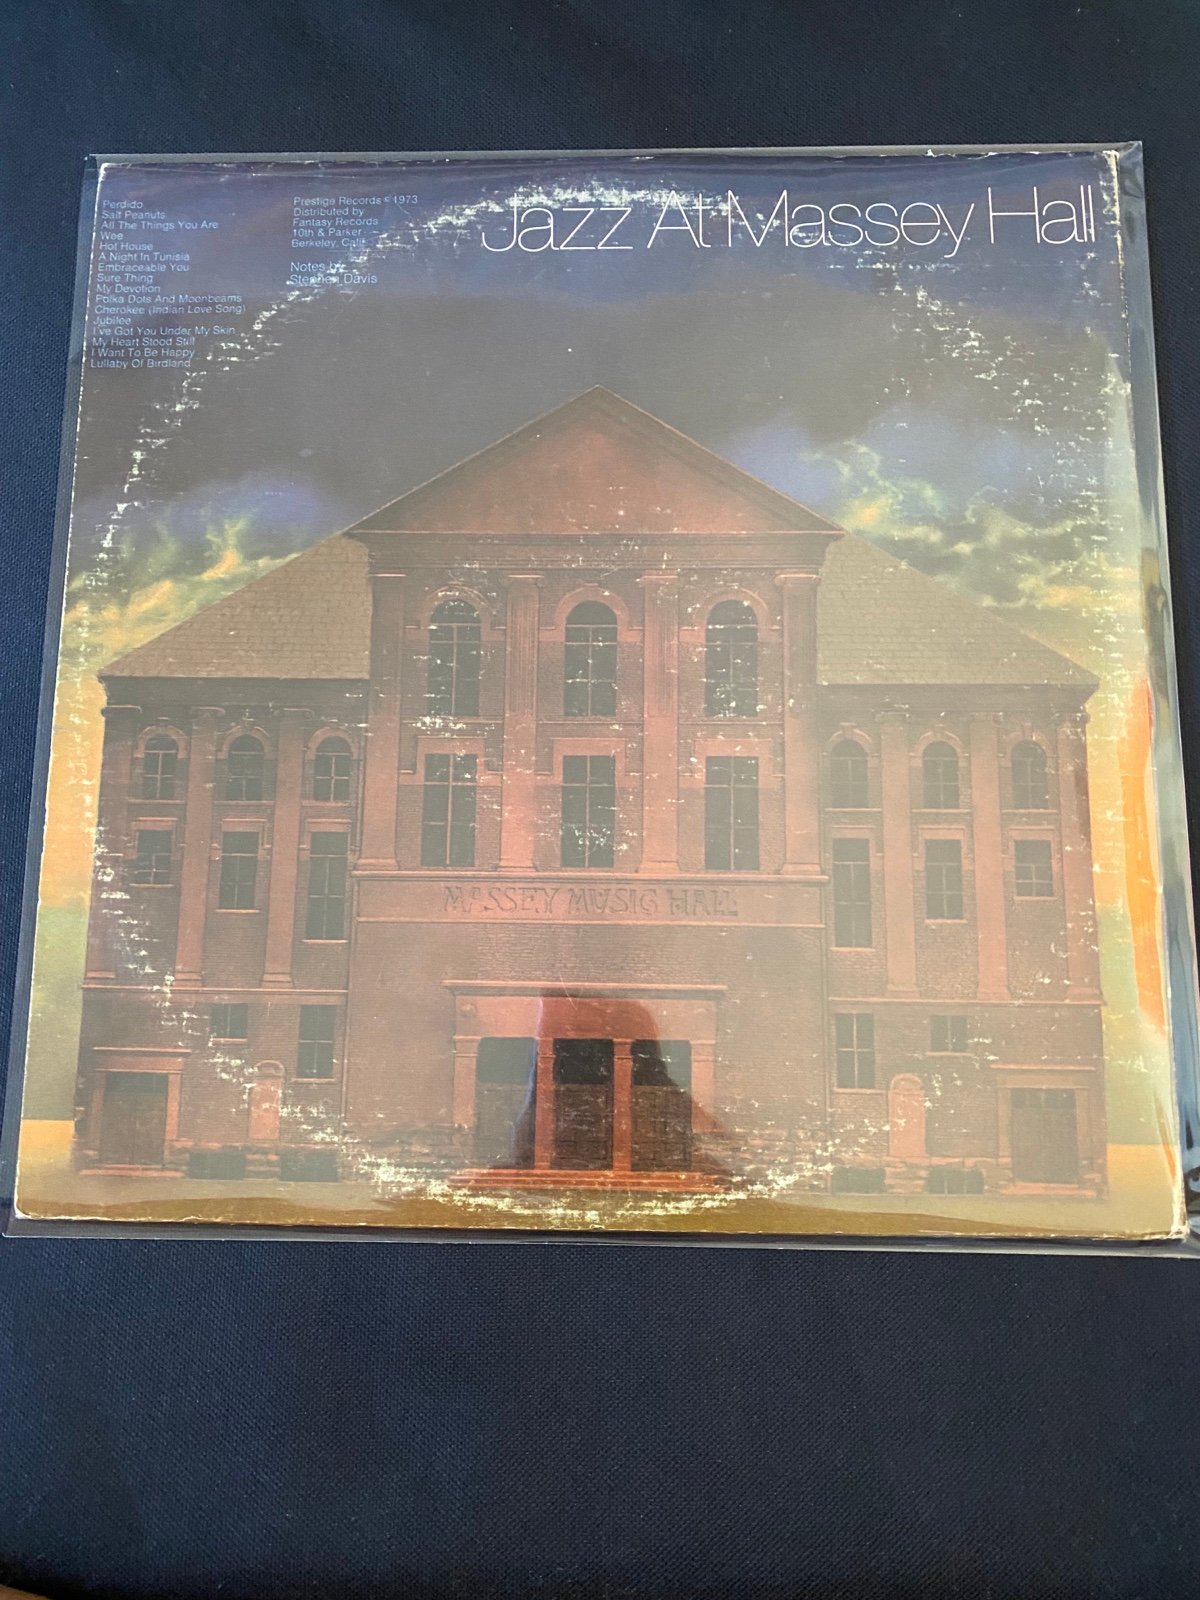 Jazz At Massey Hall
Perdido
Salt Peanuts
All The Things You Are
Wee
Hot House
A Night In Tunisia
Embraceable You
Sure Thing
My Devotion
Polka Dots And Moonbeams
Cherokee (Indian Love Song)
Jubilee
I've Got You Under My Skin
My Heart Stood Still
I Want To Be Happy
Lullaby Of Birdland
Prestige Records © 1973
Distributed by
Fantasy Records
10th & Parker
Berkeley, Calif.
Notes by
Stephen Davis
MASSEY MUSIC HALL